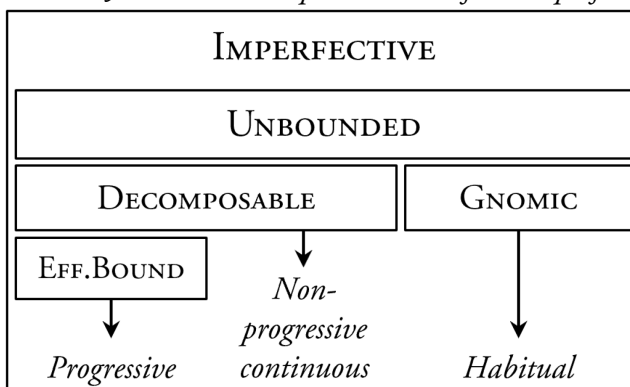 IMPERFECTIVE
UNBOUNDED
DECOMPOSABLE
GNOMIC
EFF.BOUND
Non-
progressive
continuous
Progressive
Habitual